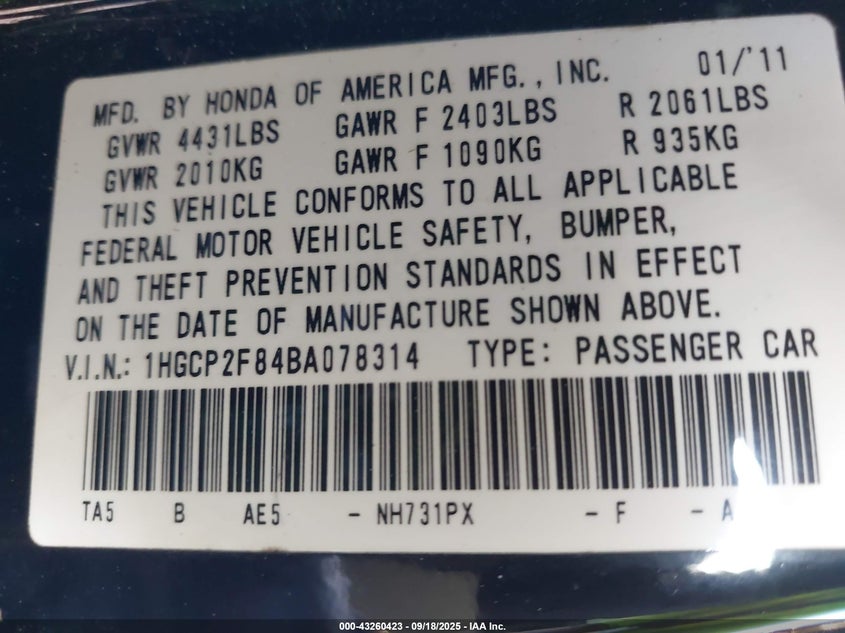 MFD. BY HONDA OF AMERICA MFG., INC. 01/'11
GVWR 4431LBS GAWR F 2403LBS R 2061LBS
GVWR 2010KG GAWR F 1090KG R 935KG
THIS VEHICLE CONFORMS TO ALL APPLICABLE
FEDERAL MOTOR VEHICLE SAFETY, BUMPER,
AND THEFT PREVENTION STANDARDS IN EFFECT
ON THE DATE OF MANUFACTURE SHOWN ABOVE.
V.I.N.: 1HGCP2F84BA078314 TYPE: PASSENGER CAR
TA5 B AE5 - NH731PX - F - A
000-43260423 - 09/18/2025 - IAA Inc.